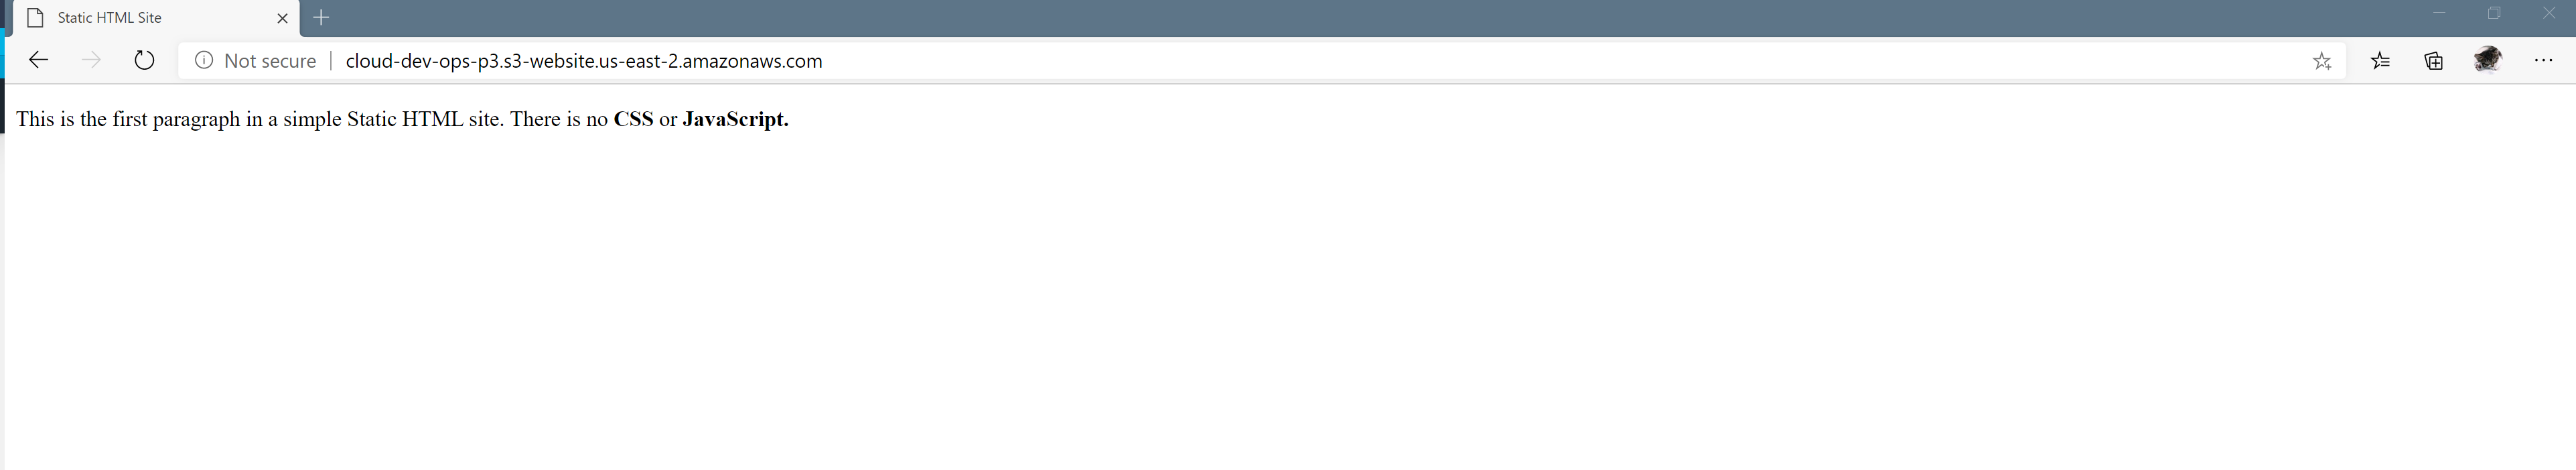 Static HTML Site
Not secure | cloud-dev-ops-p3.s3-website.us-east-2.amazonaws.com
This is the first paragraph in a simple Static HTML site. There is no CSS or JavaScript.